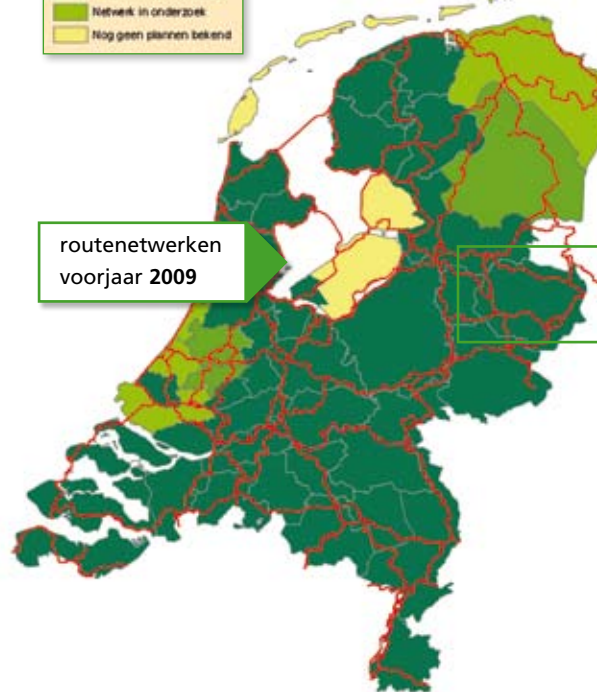 Netwerk in onderzoek
Nog geen plannen bekend
routenetwerken
voorjaar 2009